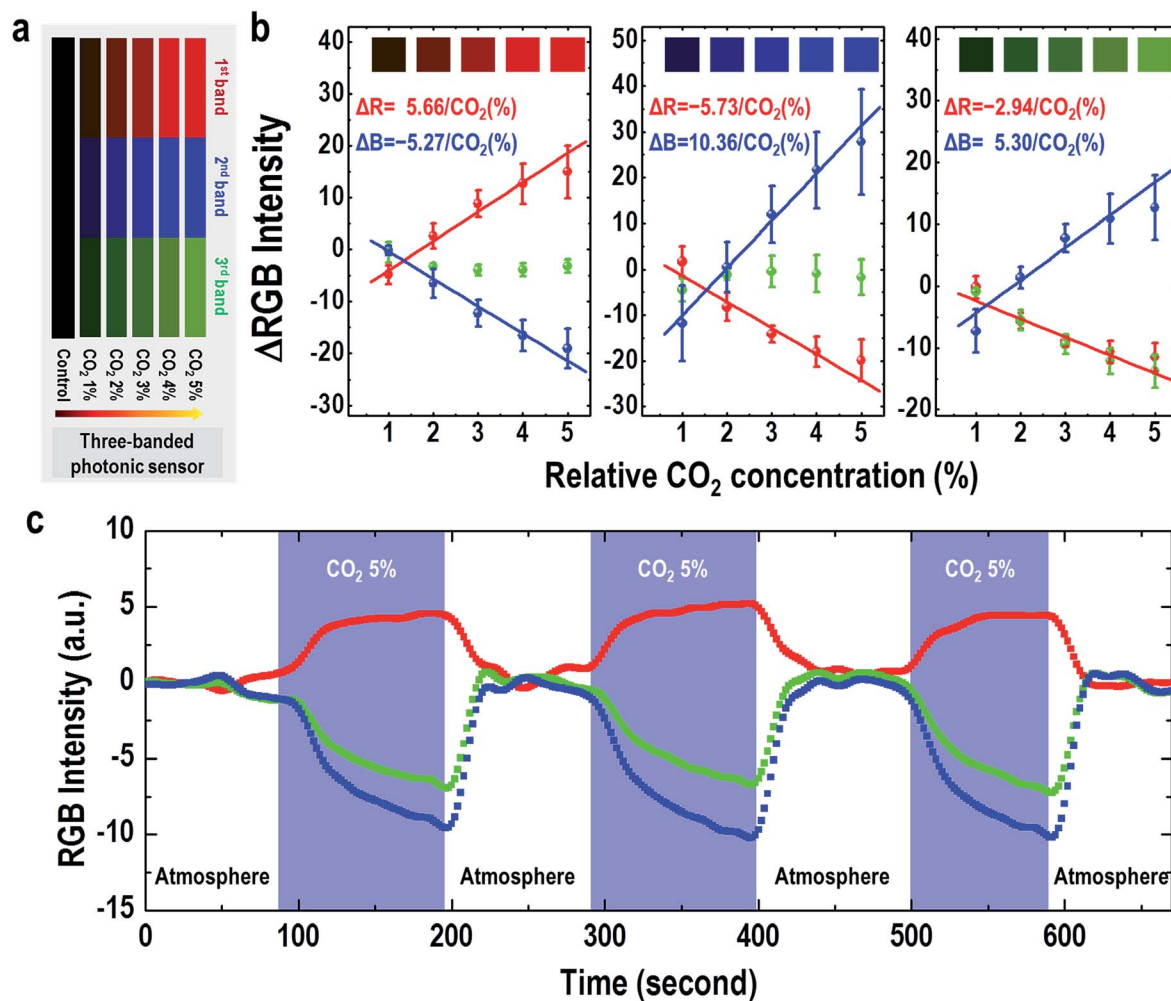 a
1st band
2nd band
3rd band
Control
CO2 1%
CO2 2%
CO2 3%
CO2 4%
CO2 5%
Three-banded
photonic sensor
b
ΔRGB Intensity
40
30
20
10
0
-10
-20
-30
ΔR= 5.66/CO2(%)
ΔB=−5.27/CO2(%)
1 2 3 4 5
50
40
30
20
10
0
-10
-20
-30
ΔR=−5.73/CO2(%)
ΔB=10.36/CO2(%)
1 2 3 4 5
40
30
20
10
0
-10
-20
ΔR=−2.94/CO2(%)
ΔB= 5.30/CO2(%)
1 2 3 4 5
Relative CO2 concentration (%)
c
RGB Intensity (a.u.)
10
5
0
-5
-10
-15
CO2 5%
CO2 5%
CO2 5%
Atmosphere
Atmosphere
Atmosphere
Atmosphere
0 100 200 300 400 500 600
Time (second)